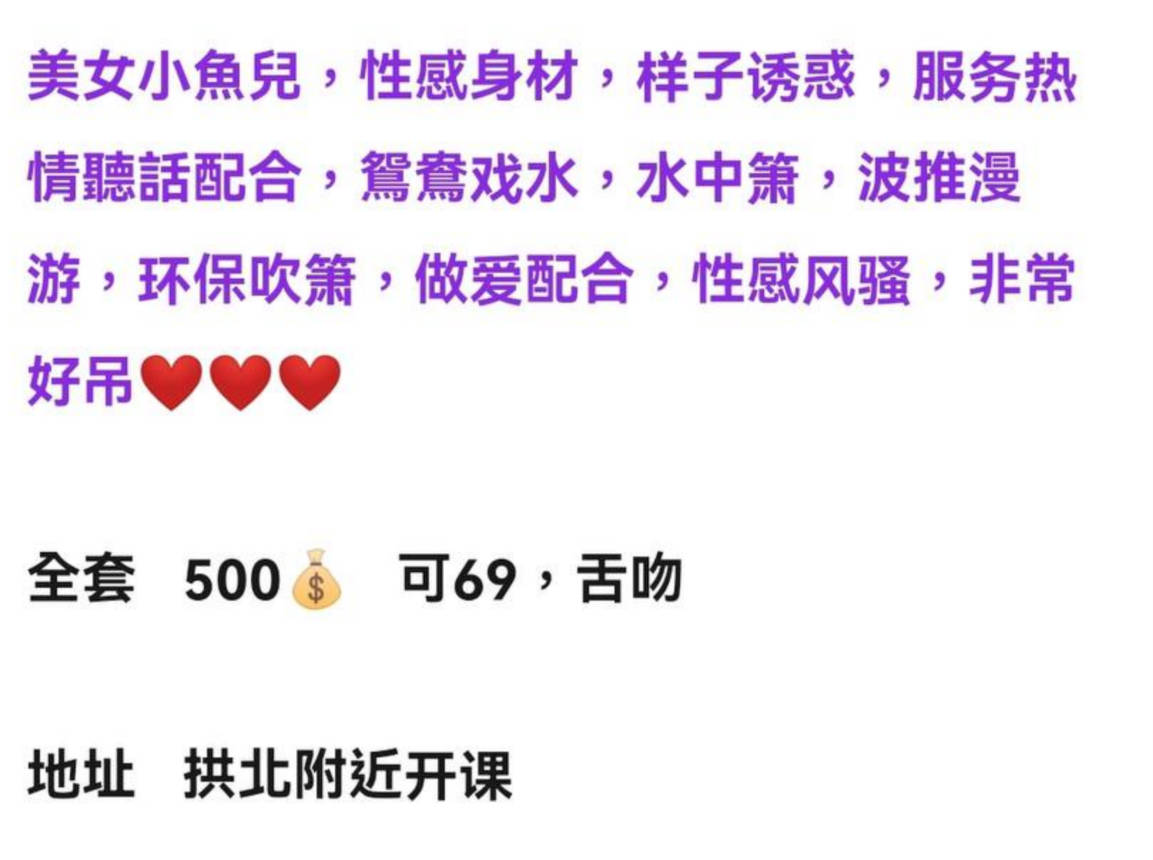 美女小魚兒，性感身材，样子诱惑，服务热
情聽話配合，鴛鴦戏水，水中箫，波推漫
游，环保吹簫，做爱配合，性感风骚，非常
好吊❤️❤️❤️
全套 500💰 可69，舌吻
地址 拱北附近开课